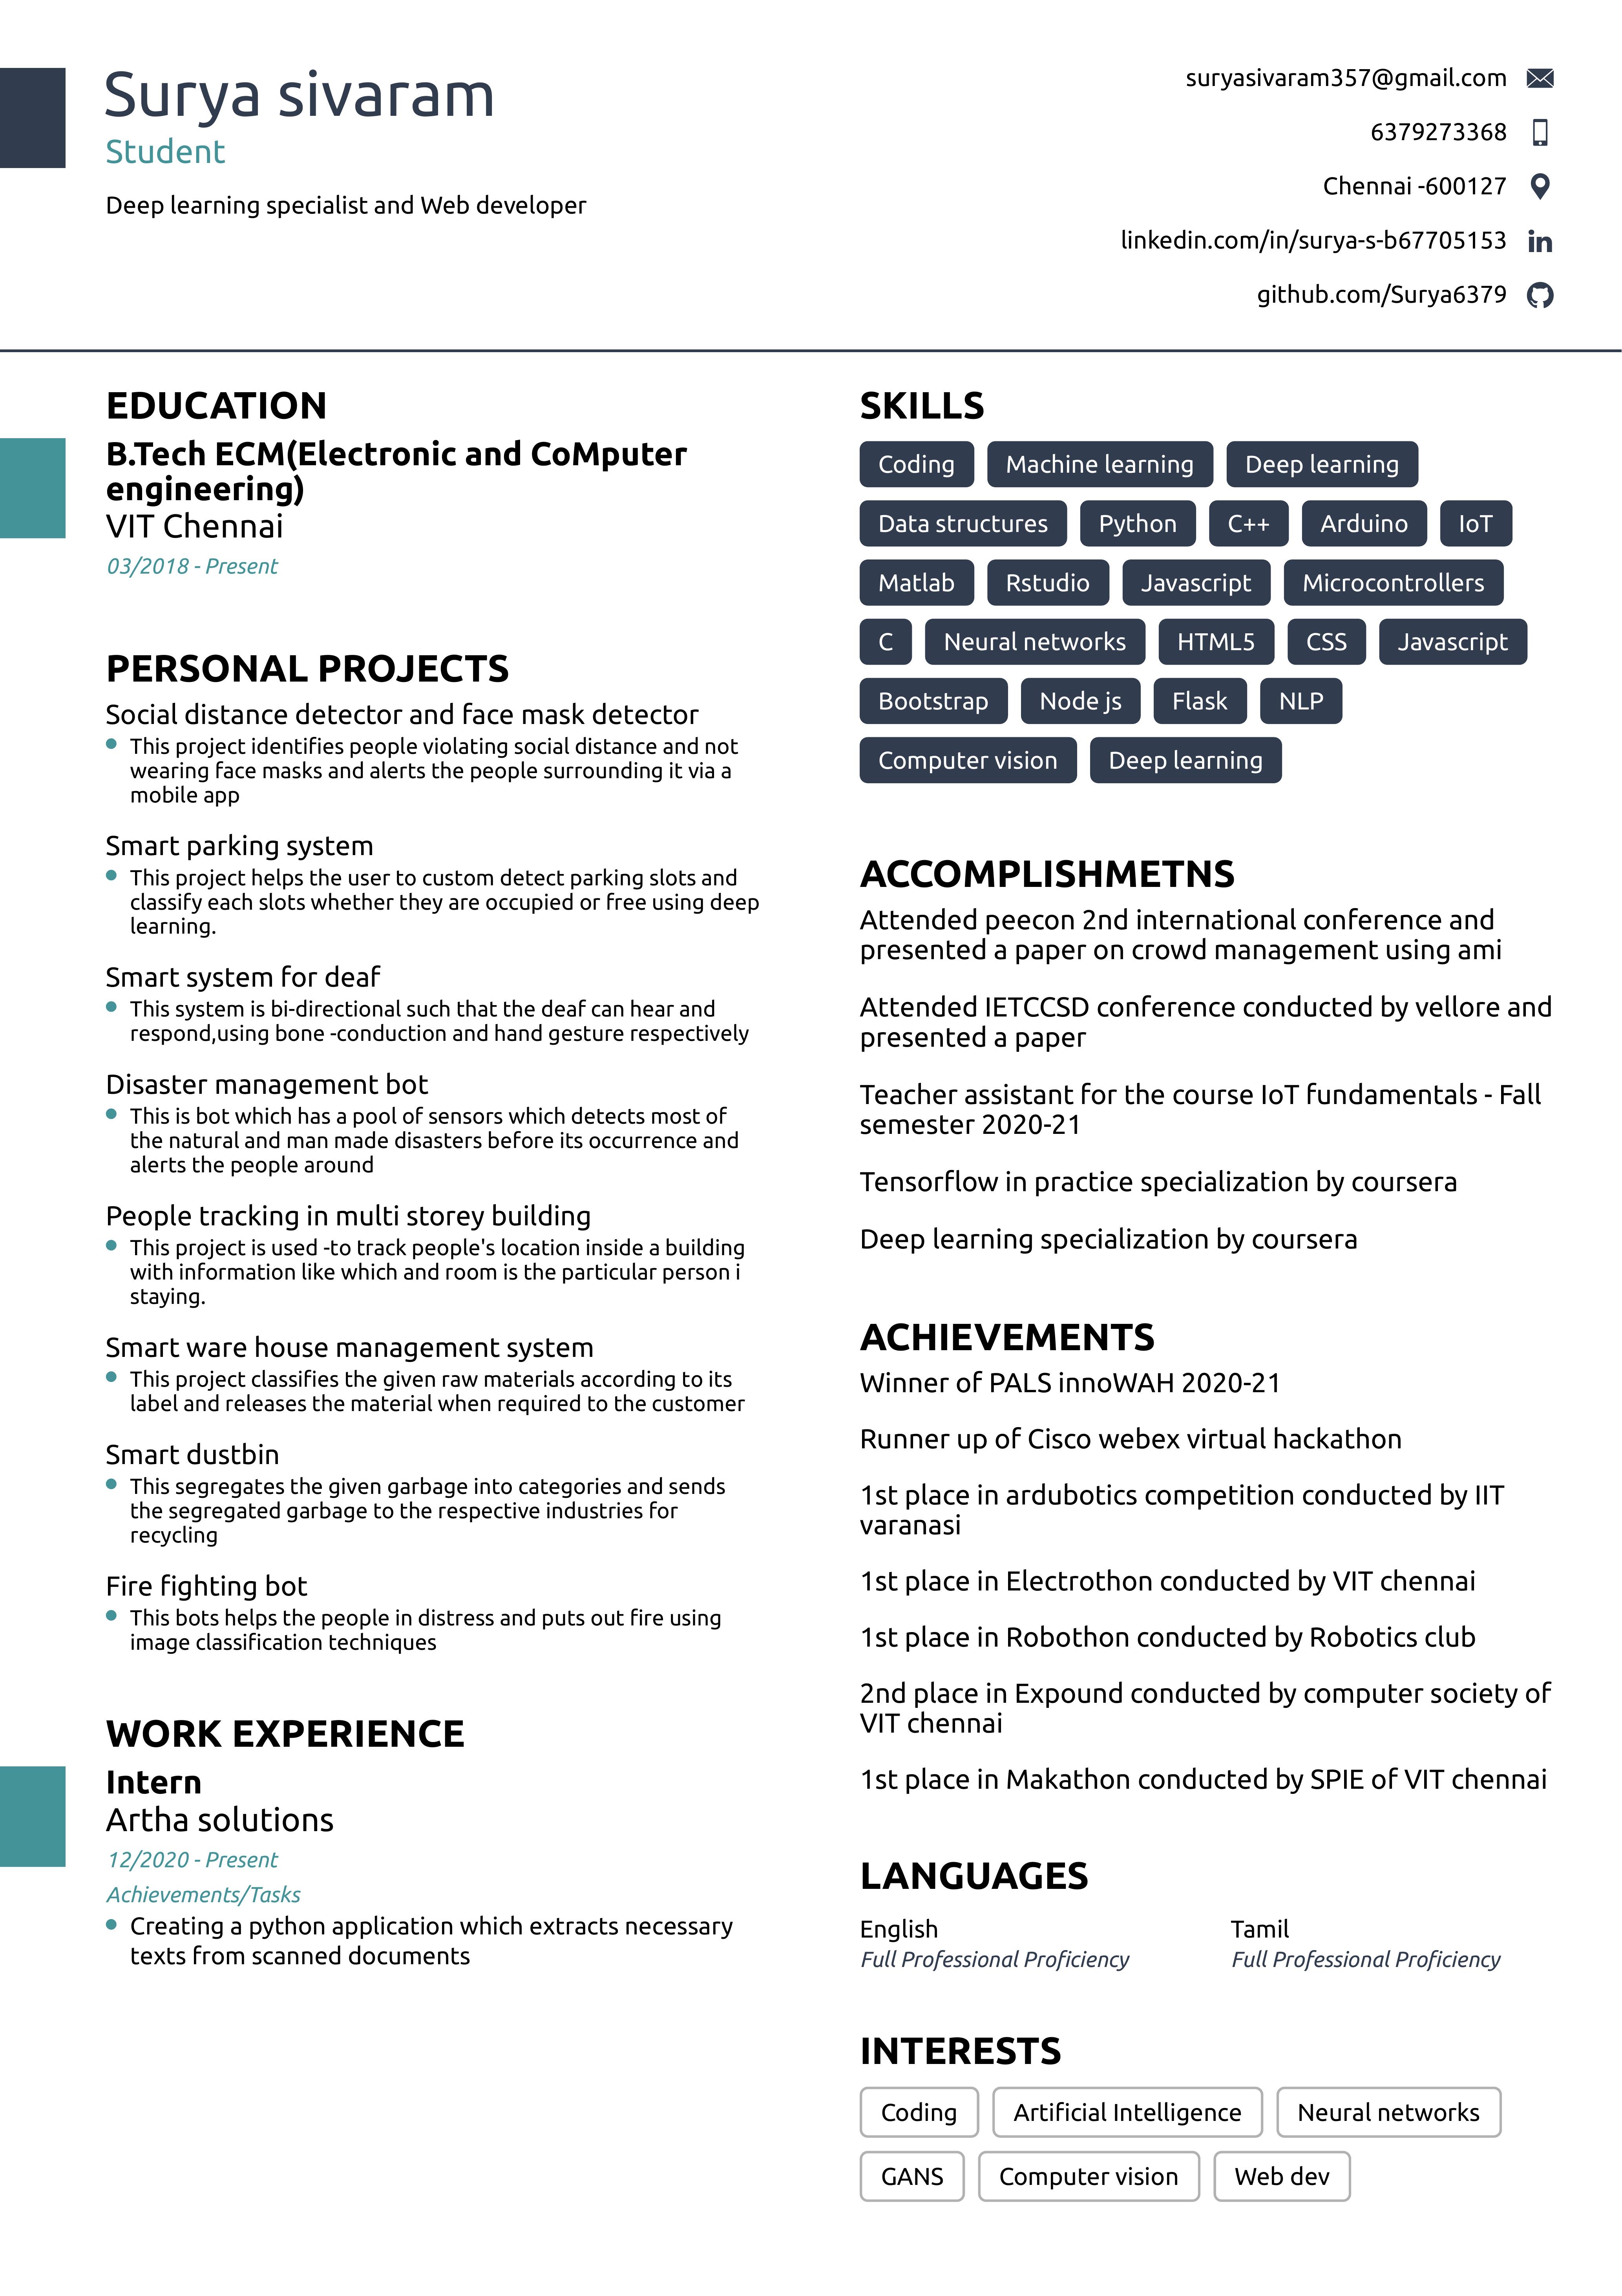 Surya sivaram
Student
Deep learning specialist and Web developer
suryasivaram357@gmail.com
6379273368
Chennai -600127
linkedin.com/in/surya-s-b67705153
github.com/Surya6379
EDUCATION
B.Tech ECM(Electronic and CoMputer
engineering)
VIT Chennai
03/2018 - Present
PERSONAL PROJECTS
Social distance detector and face mask detector
This project identifies people violating social distance and not
wearing face masks and alerts the people surrounding it via a
mobile app
Smart parking system
This project helps the user to custom detect parking slots and
classify each slots whether they are occupied or free using deep
learning.
Smart system for deaf
This system is bi-directional such that the deaf can hear and
respond,using bone -conduction and hand gesture respectively
Disaster management bot
This is bot which has a pool of sensors which detects most of
the natural and man made disasters before its occurrence and
alerts the people around
People tracking in multi storey building
This project is used -to track people's location inside a building
with information like which and room is the particular person i
staying.
Smart ware house management system
This project classifies the given raw materials according to its
label and releases the material when required to the customer
Smart dustbin
This segregates the given garbage into categories and sends
the segregated garbage to the respective industries for
recycling
Fire fighting bot
This bots helps the people in distress and puts out fire using
image classification techniques
WORK EXPERIENCE
Intern
Artha solutions
12/2020 - Present
Achievements/Tasks
Creating a python application which extracts necessary
texts from scanned documents
SKILLS
Coding Machine learning Deep learning
Data structures Python C++ Arduino IoT
Matlab Rstudio Javascript Microcontrollers
C Neural networks HTML5 CSS Javascript
Bootstrap Node js Flask NLP
Computer vision Deep learning
ACCOMPLISHMETNS
Attended peecon 2nd international conference and
presented a paper on crowd management using ami
Attended IETCCSD conference conducted by vellore and
presented a paper
Teacher assistant for the course IoT fundamentals - Fall
semester 2020-21
Tensorflow in practice specialization by coursera
Deep learning specialization by coursera
ACHIEVEMENTS
Winner of PALS innoWAH 2020-21
Runner up of Cisco webex virtual hackathon
1st place in ardubotics competition conducted by IIT
varanasi
1st place in Electrothon conducted by VIT chennai
1st place in Robothon conducted by Robotics club
2nd place in Expound conducted by computer society of
VIT chennai
1st place in Makathon conducted by SPIE of VIT chennai
LANGUAGES
English Tamil
Full Professional Proficiency Full Professional Proficiency
INTERESTS
Coding Artificial Intelligence Neural networks
GANS Computer vision Web dev